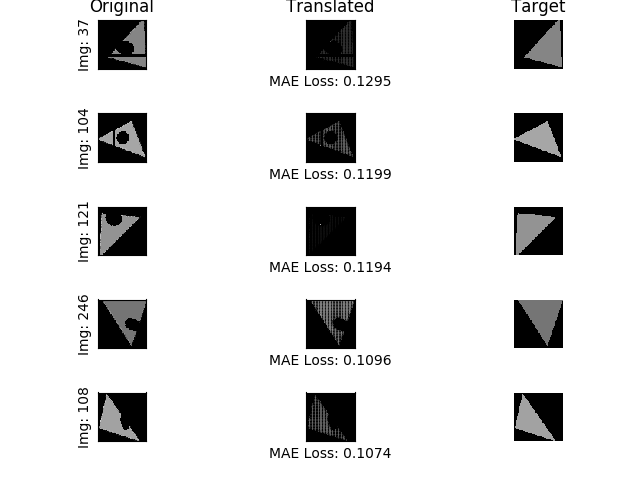 Original Translated Target
Img: 37
MAE Loss: 0.1295
Img: 104
MAE Loss: 0.1199
Img: 121
MAE Loss: 0.1194
Img: 246
MAE Loss: 0.1096
Img: 108
MAE Loss: 0.1074